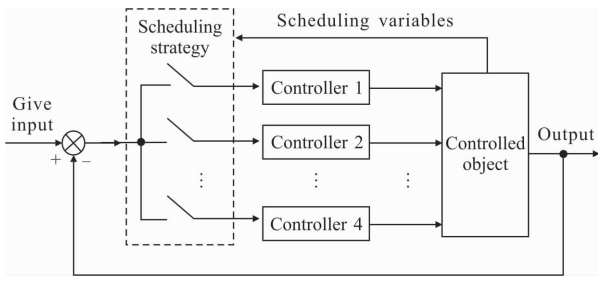 Scheduling variables
Scheduling
strategy
Give
input
+
−
Controller 1
Controller 2
⋮
⋮
⋮
Controller 4
Controlled
object
Output